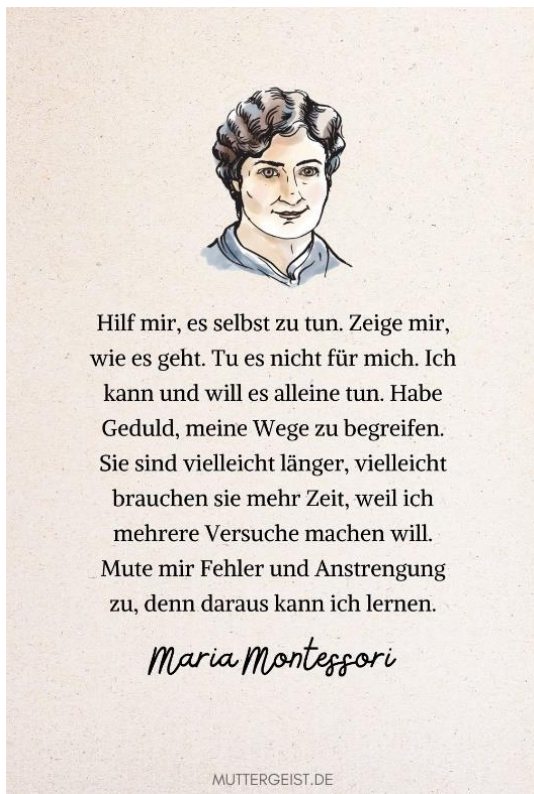 Hilf mir, es selbst zu tun. Zeige mir,
wie es geht. Tu es nicht für mich. Ich
kann und will es alleine tun. Habe
Geduld, meine Wege zu begreifen.
Sie sind vielleicht länger, vielleicht
brauchen sie mehr Zeit, weil ich
mehrere Versuche machen will.
Mute mir Fehler und Anstrengung
zu, denn daraus kann ich lernen.
Maria Montessori
MUTTERGEIST.DE